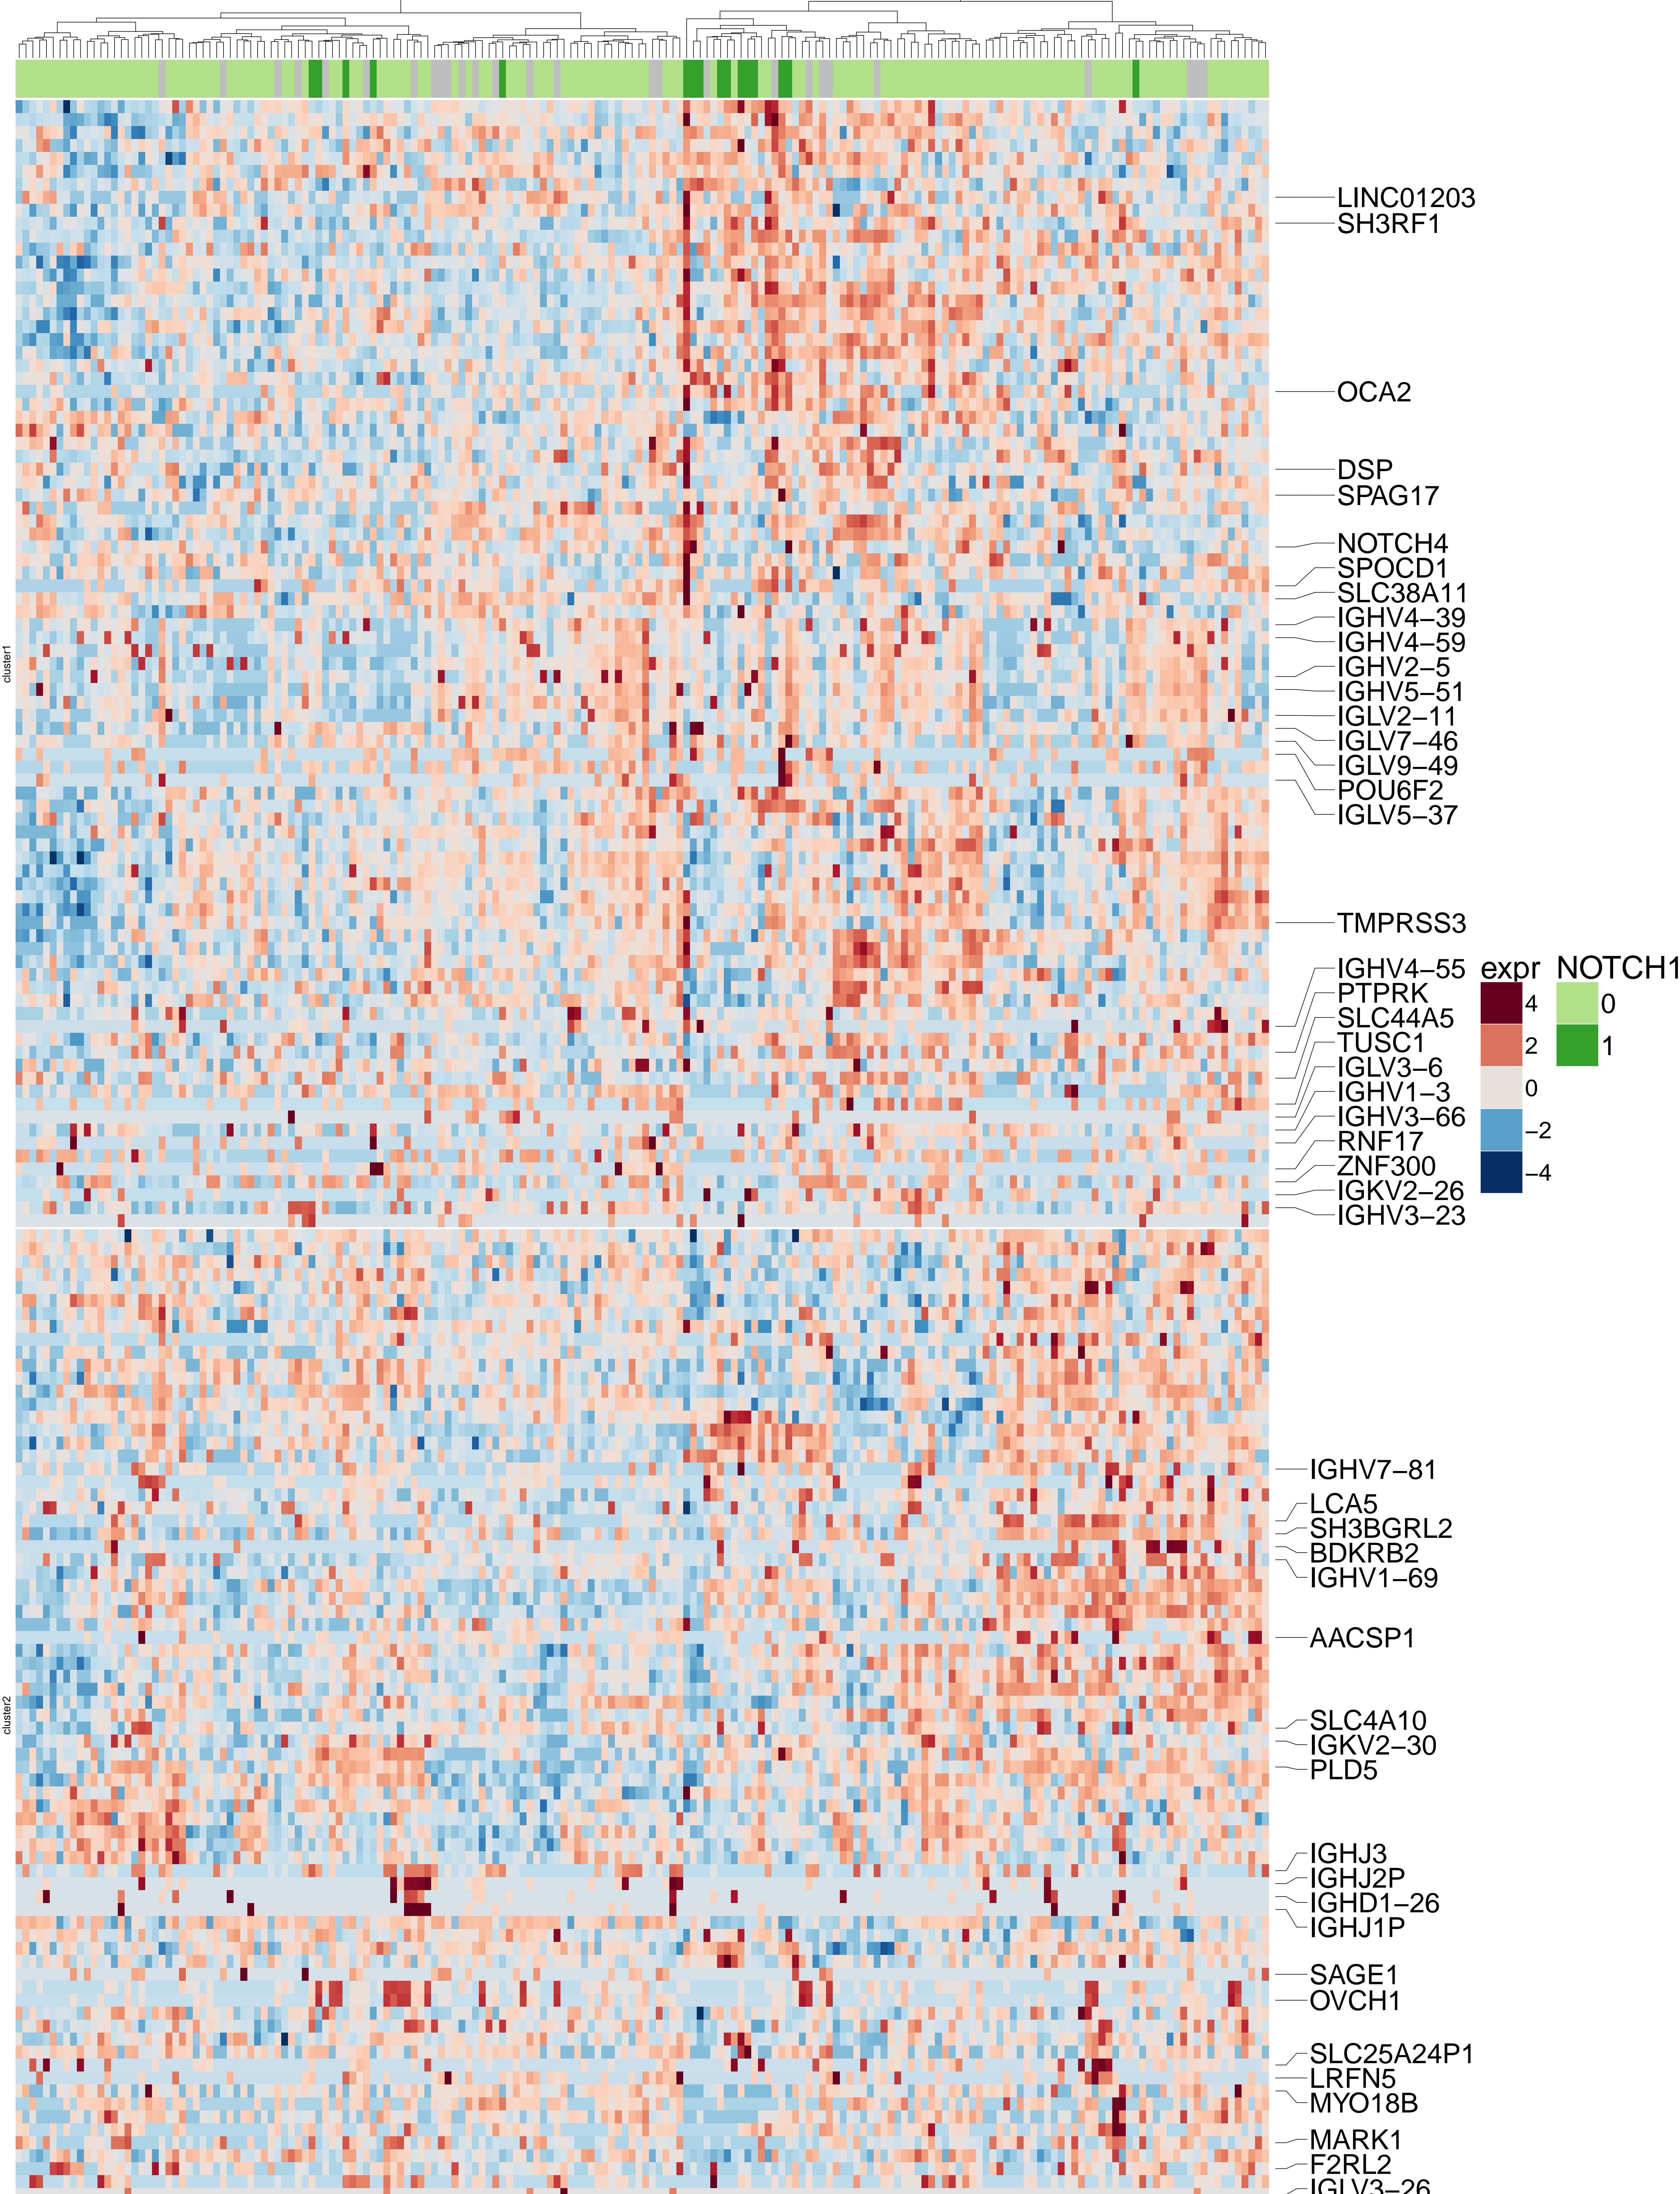 LINC01203
SH3RF1
OCA2
DSP
SPAG17
NOTCH4
SPOCD1
SLC38A11
IGHV4−39
IGHV4−59
IGHV2−5
IGHV5−51
IGLV2−11
IGLV7−46
IGLV9−49
POU6F2
IGLV5−37
TMPRSS3
IGHV4−55
PTPRK
SLC44A5
TUSC1
IGLV3−6
IGHV1−3
IGHV3−66
RNF17
ZNF300
IGKV2−26
IGHV3−23
cluster1
expr
4
2
0
−2
−4
NOTCH1
0
1
IGHV7−81
LCA5
SH3BGRL2
BDKRB2
IGHV1−69
AACSP1
SLC4A10
IGKV2−30
PLD5
IGHJ3
IGHJ2P
IGHD1−26
IGHJ1P
SAGE1
OVCH1
SLC25A24P1
LRFN5
MYO18B
MARK1
F2RL2
IGLV3−26
cluster2